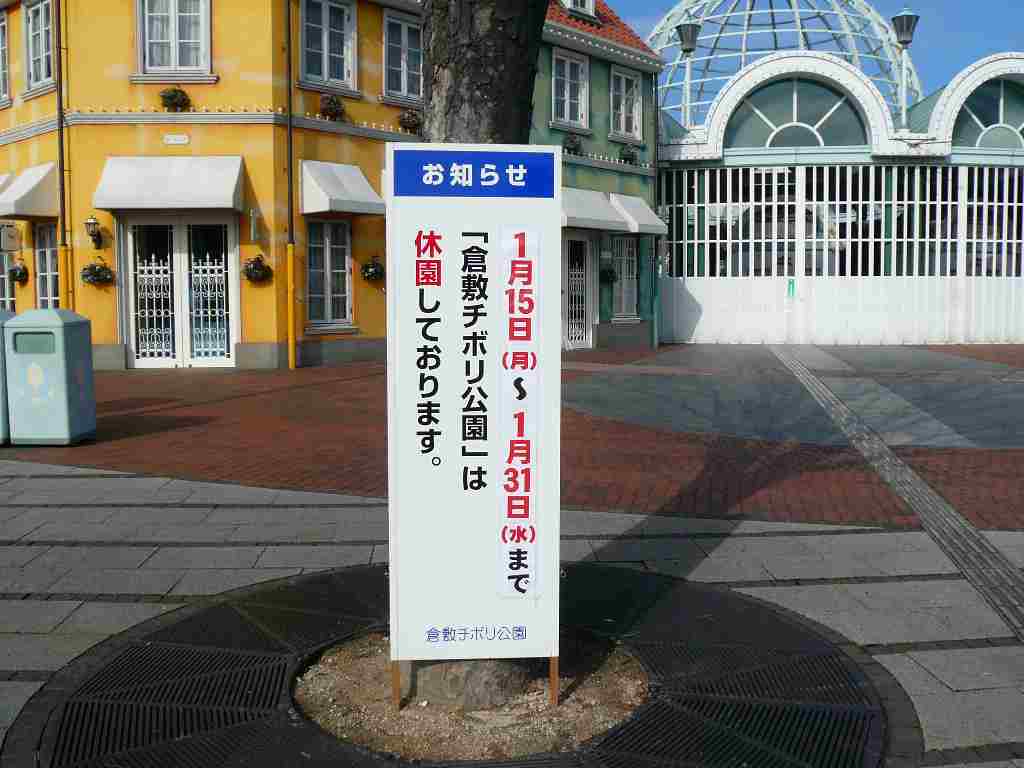 お知らせ
1月15日(月)～1月31日(水)まで
「倉敷チボリ公園」は
休園しております。
倉敷チボリ公園